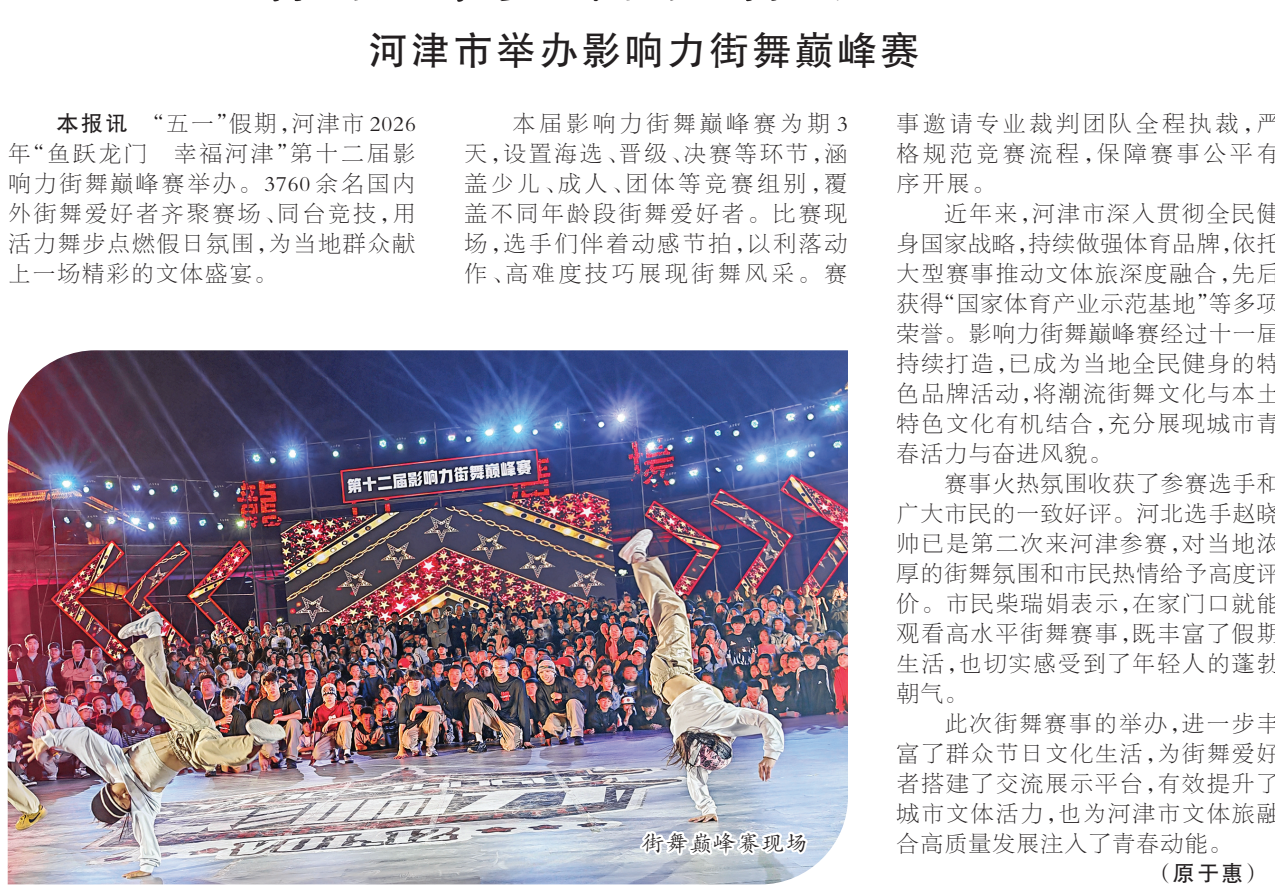 河津市举办影响力街舞巅峰赛
本报讯　“五一”假期，河津市2026
年“鱼跃龙门　幸福河津”第十二届影
响力街舞巅峰赛举办。3760余名国内
外街舞爱好者齐聚赛场、同台竞技，用
活力舞步点燃假日氛围，为当地群众献
上一场精彩的文体盛宴。
本届影响力街舞巅峰赛为期3
天，设置海选、晋级、决赛等环节，涵
盖少儿、成人、团体等竞赛组别，覆
盖不同年龄段街舞爱好者。比赛现
场，选手们伴着动感节拍，以利落动
作、高难度技巧展现街舞风采。赛
事邀请专业裁判团队全程执裁，严
格规范竞赛流程，保障赛事公平有
序开展。
近年来，河津市深入贯彻全民健
身国家战略，持续做强体育品牌，依托
大型赛事推动文体旅深度融合，先后
获得“国家体育产业示范基地”等多项
荣誉。影响力街舞巅峰赛经过十一届
持续打造，已成为当地全民健身的特
色品牌活动，将潮流街舞文化与本土
特色文化有机结合，充分展现城市青
春活力与奋进风貌。
赛事火热氛围收获了参赛选手和
广大市民的一致好评。河北选手赵晓
帅已是第二次来河津参赛，对当地浓
厚的街舞氛围和市民热情给予高度评
价。市民柴瑞娟表示，在家门口就能
观看高水平街舞赛事，既丰富了假期
生活，也切实感受到了年轻人的蓬勃
朝气。
此次街舞赛事的举办，进一步丰
富了群众节日文化生活，为街舞爱好
者搭建了交流展示平台，有效提升了
城市文体活力，也为河津市文体旅融
合高质量发展注入了青春动能。
（原于惠）
第十二届影响力街舞巅峰赛
街舞巅峰赛现场